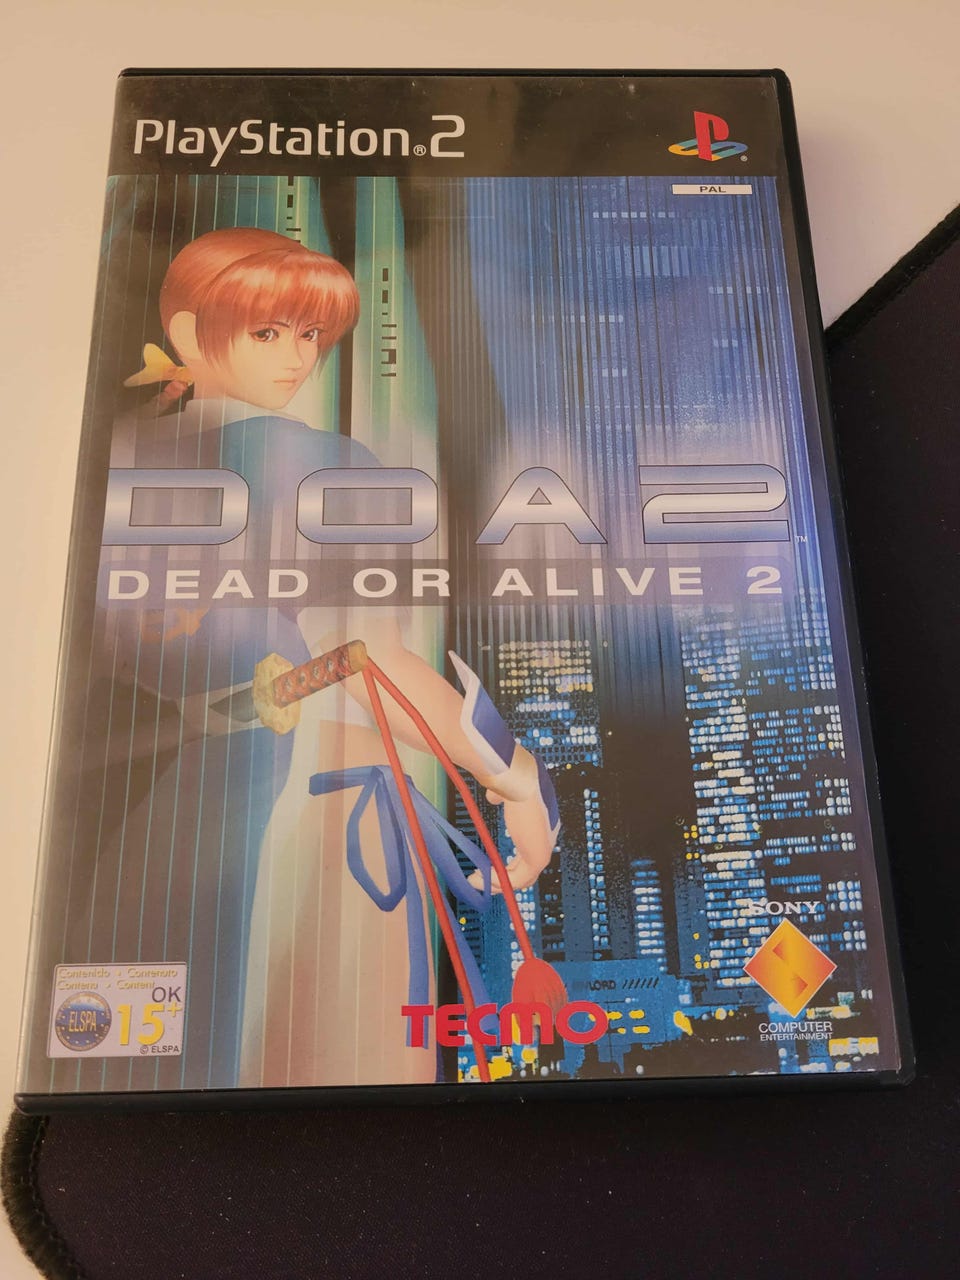 PlayStation®2
PAL
DOA2™
DEAD OR ALIVE 2
SONY
COMPUTER
ENTERTAINMENT
TECMO
Contenido · Contenuto
Contenu · Content
OK
ELSPA
15+
© ELSPA